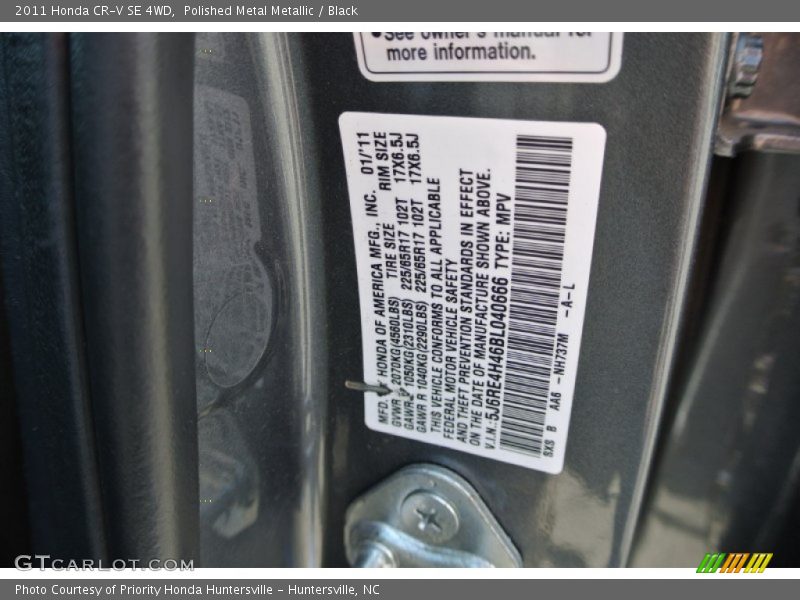 2011 Honda CR-V SE 4WD,  Polished Metal Metallic / Black
See owner's manual for
more information.
MFD. BY HONDA OF AMERICA MFG., INC. 01/'11
TIRE SIZE RIM SIZE
GVWR 2070KG(4560LBS) 225/65R17 102T 17X6.5J
GAWR F 1050KG(2310LBS) 225/65R17 102T 17X6.5J
GAWR R 1040KG(2290LBS)
THIS VEHICLE CONFORMS TO ALL APPLICABLE
FEDERAL MOTOR VEHICLE SAFETY
AND THEFT PREVENTION STANDARDS IN EFFECT
ON THE DATE OF MANUFACTURE SHOWN ABOVE.
V.I.N:5J6RE4H46BL040666 TYPE: MPV
SXS B AA6 -NH737M -A-L
GTCARLOT.COM
Photo Courtesy of Priority Honda Huntersville - Huntersville, NC